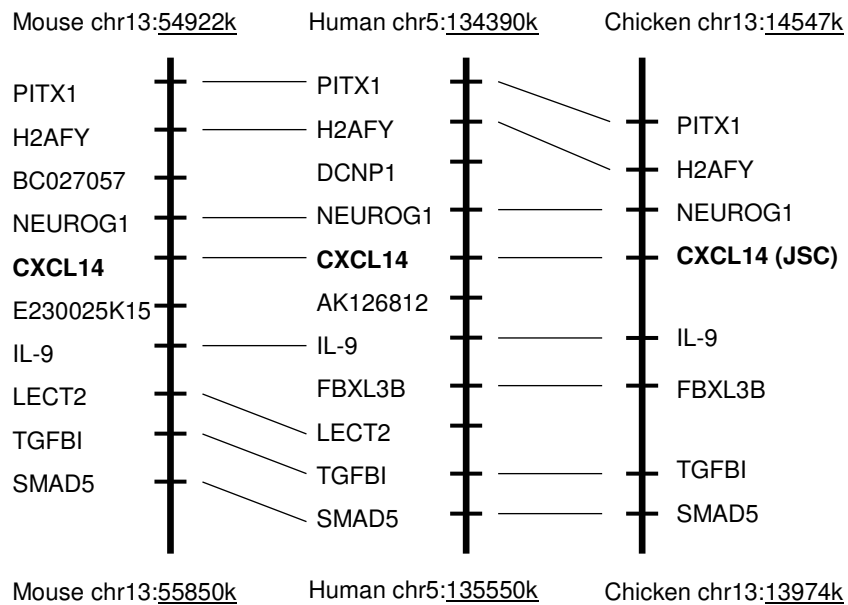 Mouse chr13:54922k
Human chr5:134390k
Chicken chr13:14547k
PITX1
H2AFY
BC027057
NEUROG1
CXCL14
E230025K15
IL-9
LECT2
TGFBI
SMAD5
PITX1
H2AFY
DCNP1
NEUROG1
CXCL14
AK126812
IL-9
FBXL3B
LECT2
TGFBI
SMAD5
PITX1
H2AFY
NEUROG1
CXCL14 (JSC)
IL-9
FBXL3B
TGFBI
SMAD5
Mouse chr13:55850k
Human chr5:135550k
Chicken chr13:13974k